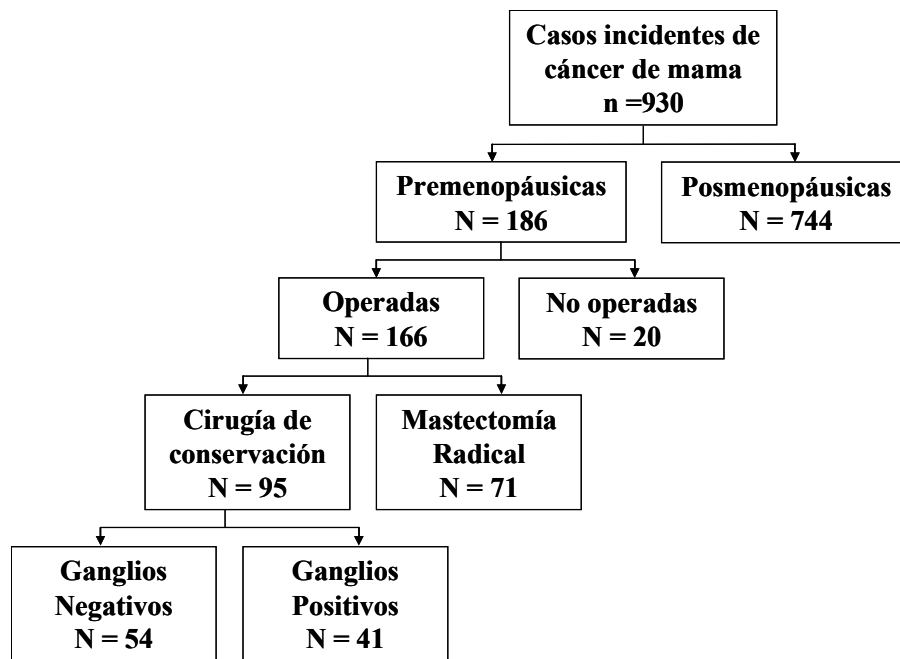 Casos incidentes de
cáncer de mama
n =930
Premenopáusicas
N = 186
Posmenopáusicas
N = 744
Operadas
N = 166
No operadas
N = 20
Cirugía de
conservación
N = 95
Mastectomía
Radical
N = 71
Ganglios
Negativos
N = 54
Ganglios
Positivos
N = 41